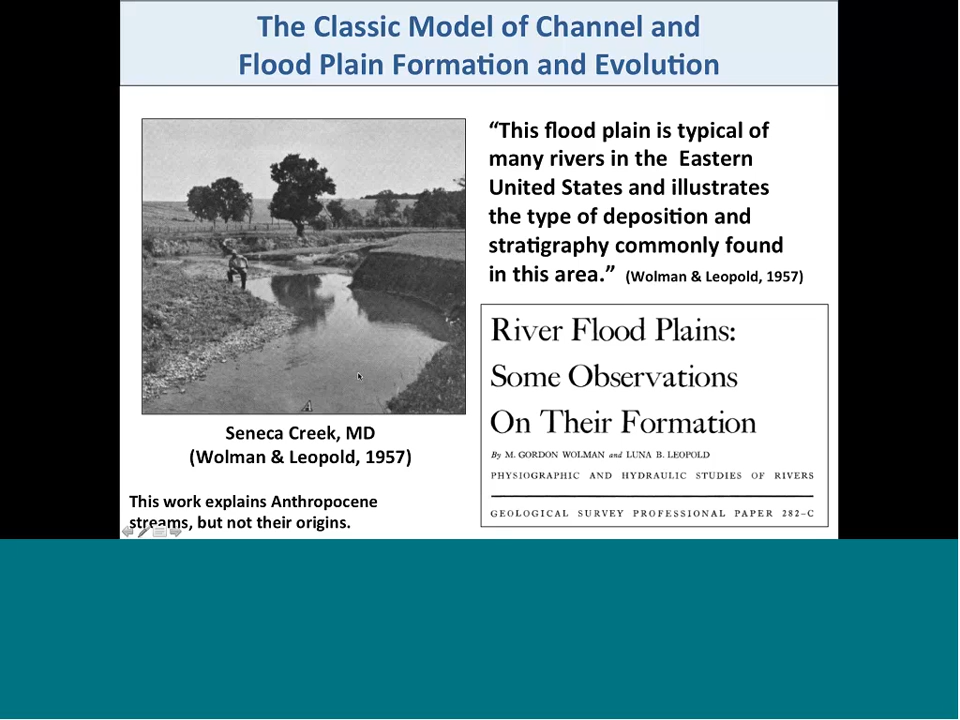 The Classic Model of Channel and
Flood Plain Formation and Evolution
“This flood plain is typical of
many rivers in the Eastern
United States and illustrates
the type of deposition and
stratigraphy commonly found
in this area.” (Wolman & Leopold, 1957)
A
Seneca Creek, MD
(Wolman & Leopold, 1957)
This work explains Anthropocene
streams, but not their origins.
River Flood Plains:
Some Observations
On Their Formation
By M. GORDON WOLMAN and LUNA B. LEOPOLD
PHYSIOGRAPHIC AND HYDRAULIC STUDIES OF RIVERS
GEOLOGICAL SURVEY PROFESSIONAL PAPER 282-C